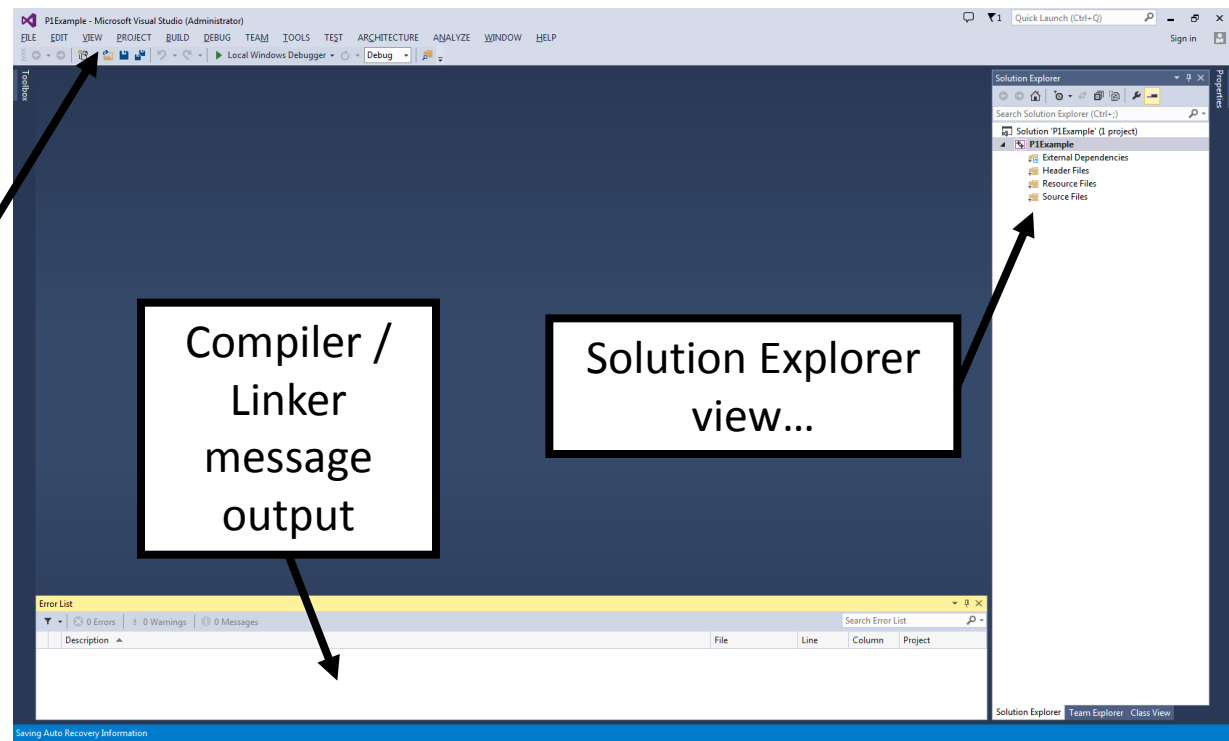 P1Example - Microsoft Visual Studio (Administrator)
1
Quick Launch (Ctrl+Q)
FILE EDIT VIEW PROJECT BUILD DEBUG TEAM TOOLS TEST ARCHITECTURE ANALYZE WINDOW HELP
Sign in
Local Windows Debugger
Debug
Toolbox
Solution Explorer
Properties
Search Solution Explorer (Ctrl+;)
Solution 'P1Example' (1 project)
P1Example
External Dependencies
Header Files
Resource Files
Source Files
Compiler /
Linker
message
output
Solution Explorer
view...
Error List
0 Errors
0 Warnings
0 Messages
Search Error List
Description
File
Line
Column
Project
Solution Explorer
Team Explorer
Class View
Saving Auto Recovery Information